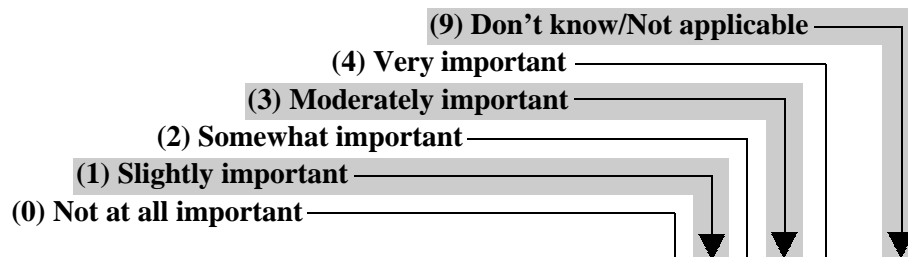 (9) Don't know/Not applicable
(4) Very important
(3) Moderately important
(2) Somewhat important
(1) Slightly important
(0) Not at all important